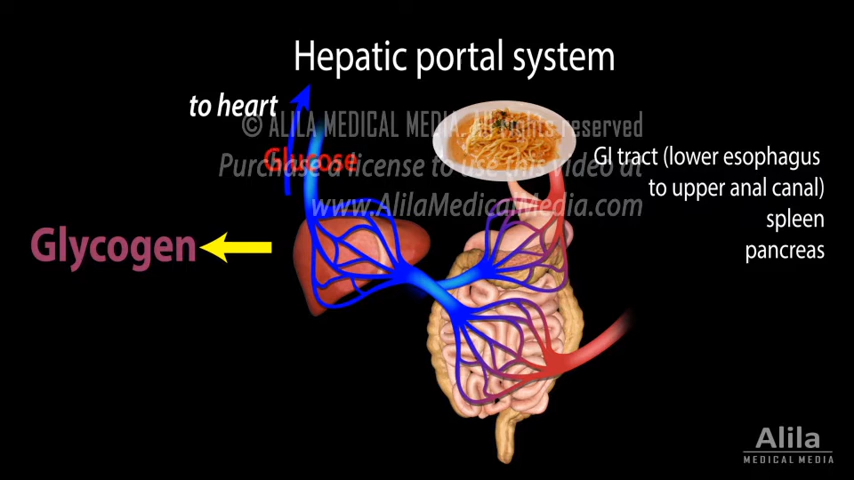 Hepatic portal system
to heart
© ALILA MEDICAL MEDIA. All rights reserved
Glucose
Purchase a license to use this video at
www.AlilaMedicalMedia.com
GI tract (lower esophagus
to upper anal canal)
spleen
pancreas
Glycogen
Alila
MEDICAL MEDIA